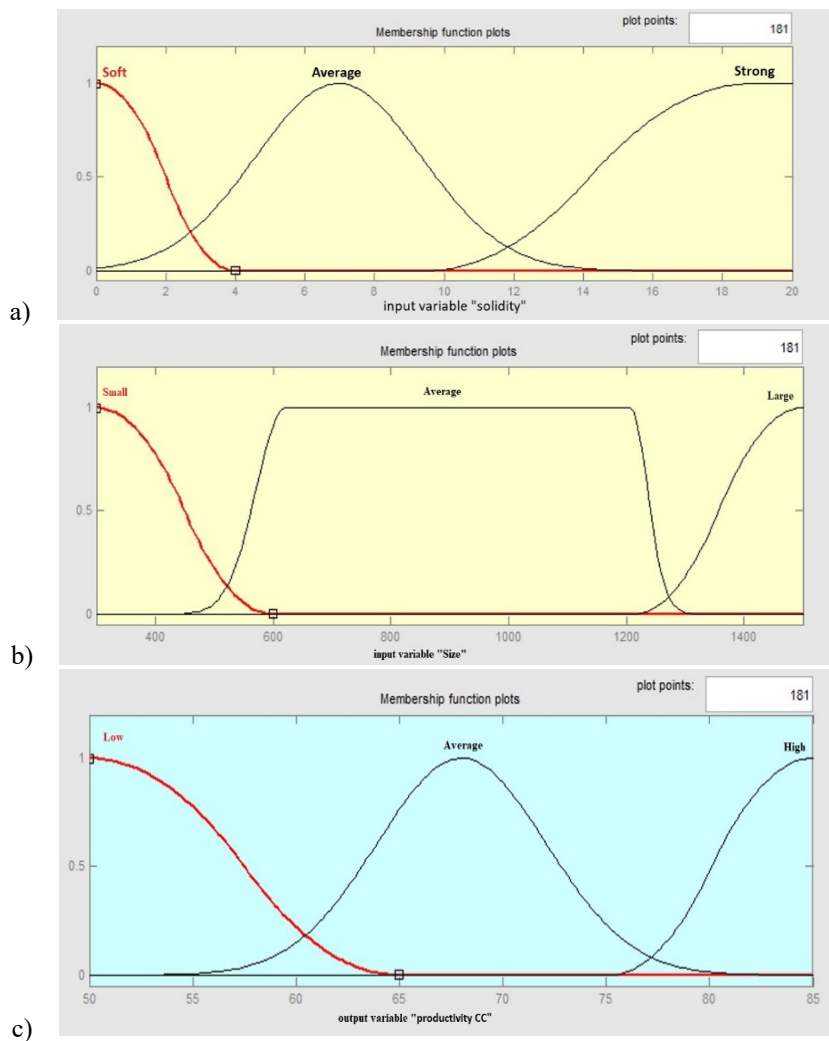 plot points: 181
Membership function plots
Soft Average Strong
1
0.5
0
0 2 4 6 8 10 12 14 16 18 20
input variable "solidity"
a)
plot points: 181
Membership function plots
Small Average Large
1
0.5
0
400 600 800 1000 1200 1400
input variable "Size"
b)
plot points: 181
Membership function plots
Low Average High
1
0.5
0
50 55 60 65 70 75 80 85
output variable "productivity CC"
c)